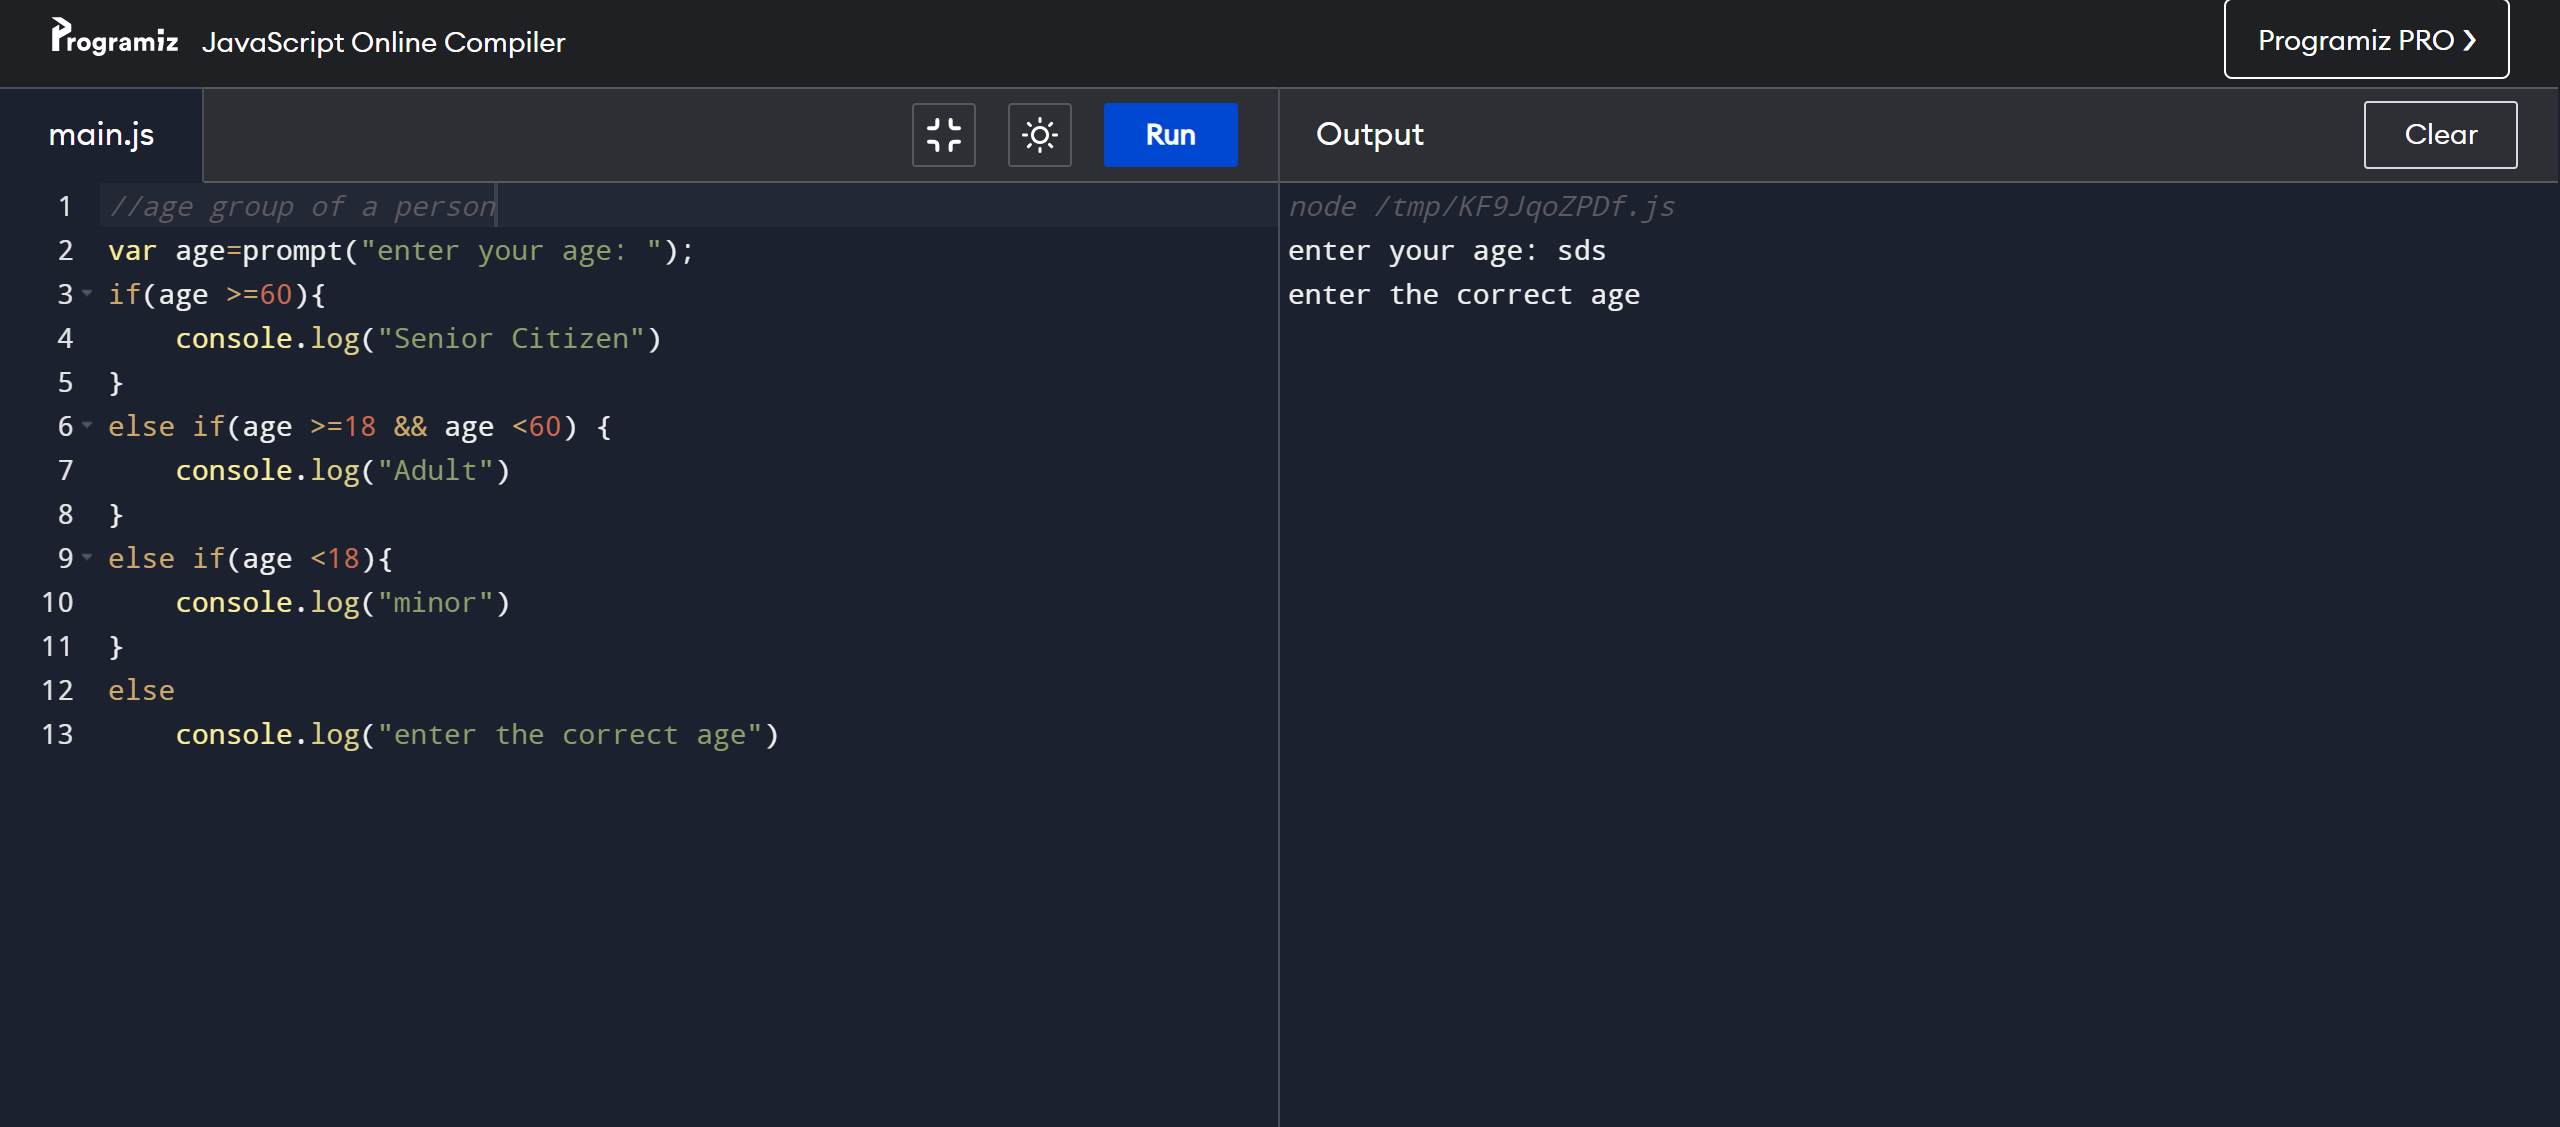 Programiz JavaScript Online Compiler
Programiz PRO ❯
main.js
Run
Output
Clear
1 //age group of a person
2 var age=prompt("enter your age: ");
3 if(age >=60){
4     console.log("Senior Citizen")
5 }
6 else if(age >=18 && age <60) {
7     console.log("Adult")
8 }
9 else if(age <18){
10     console.log("minor")
11 }
12 else
13     console.log("enter the correct age")
node /tmp/KF9JqoZPDf.js
enter your age: sds
enter the correct age